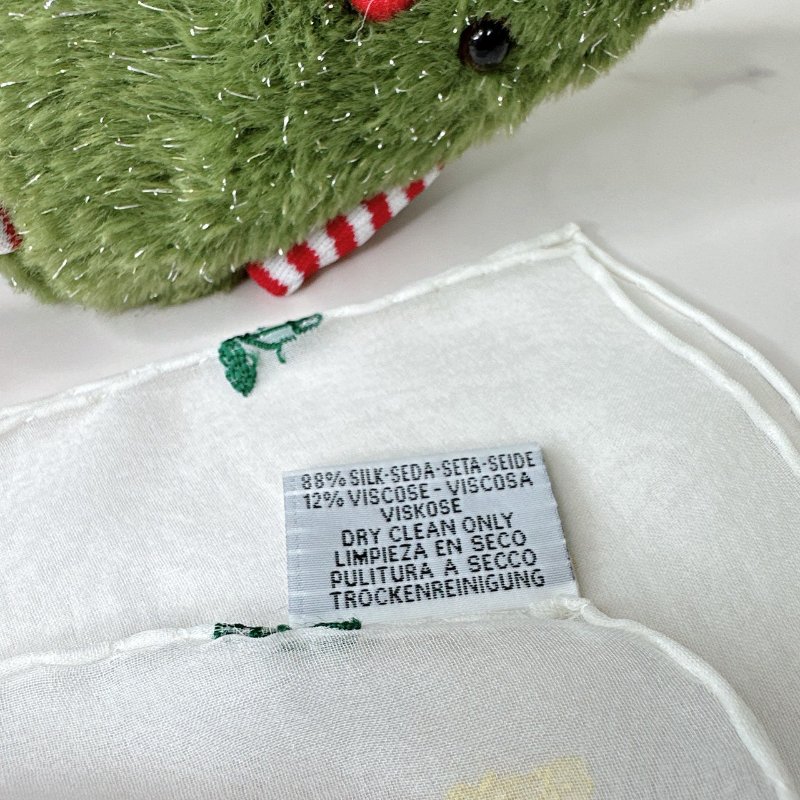 88% SILK-SEDA-SETA-SEIDE
12% VISCOSE - VISCOSA
VISKOSE
DRY CLEAN ONLY
LIMPIEZA EN SECO
PULITURA A SECCO
TROCKENREINIGUNG